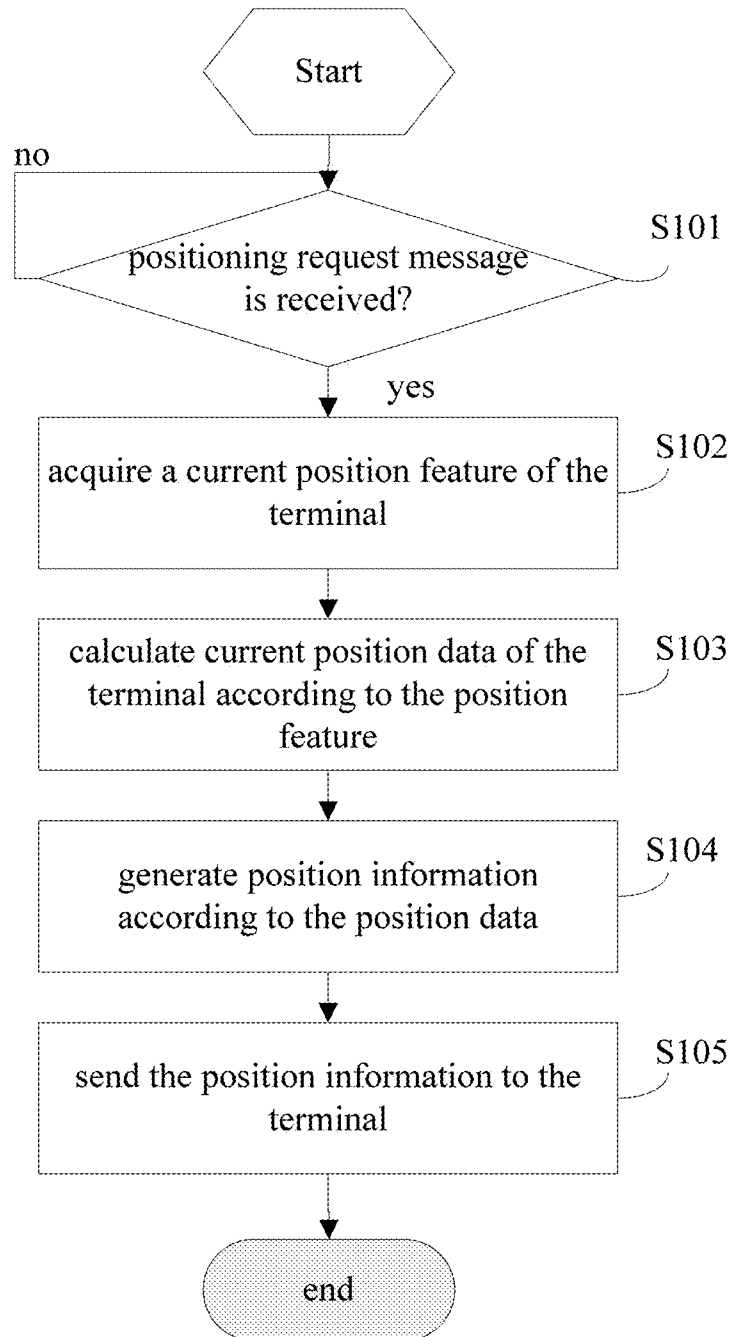 Start
no
positioning request message
is received?
S101
yes
acquire a current position feature of the
terminal
S102
calculate current position data of the
terminal according to the position
feature
S103
generate position information
according to the position data
S104
send the position information to the
terminal
S105
end